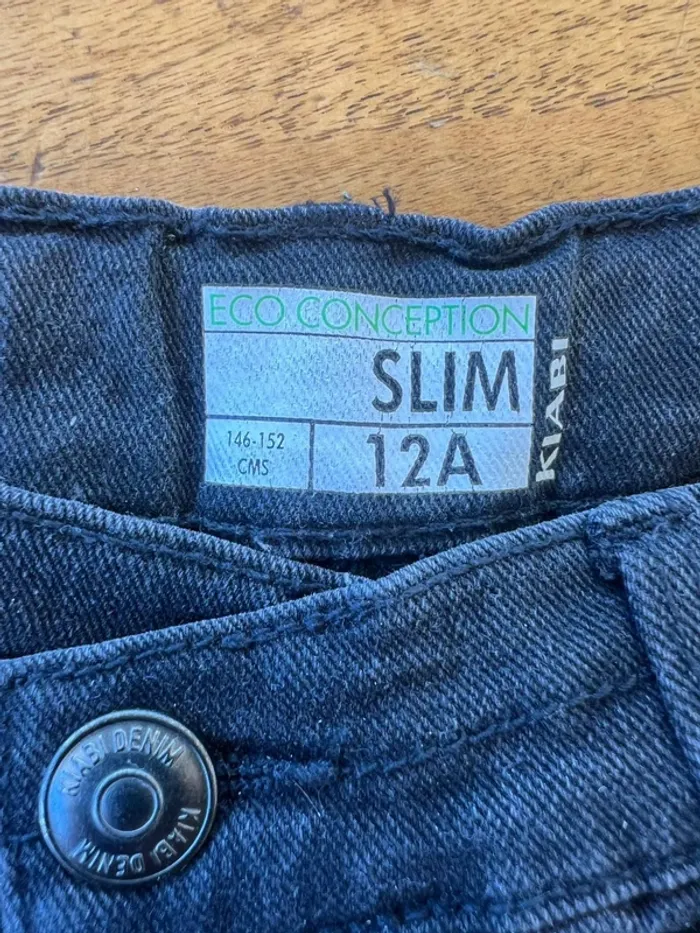 ECO CONCEPTION
SLIM
KIABI
146-152
CMS
12A
KIABI DENIM
KIABI DENIM